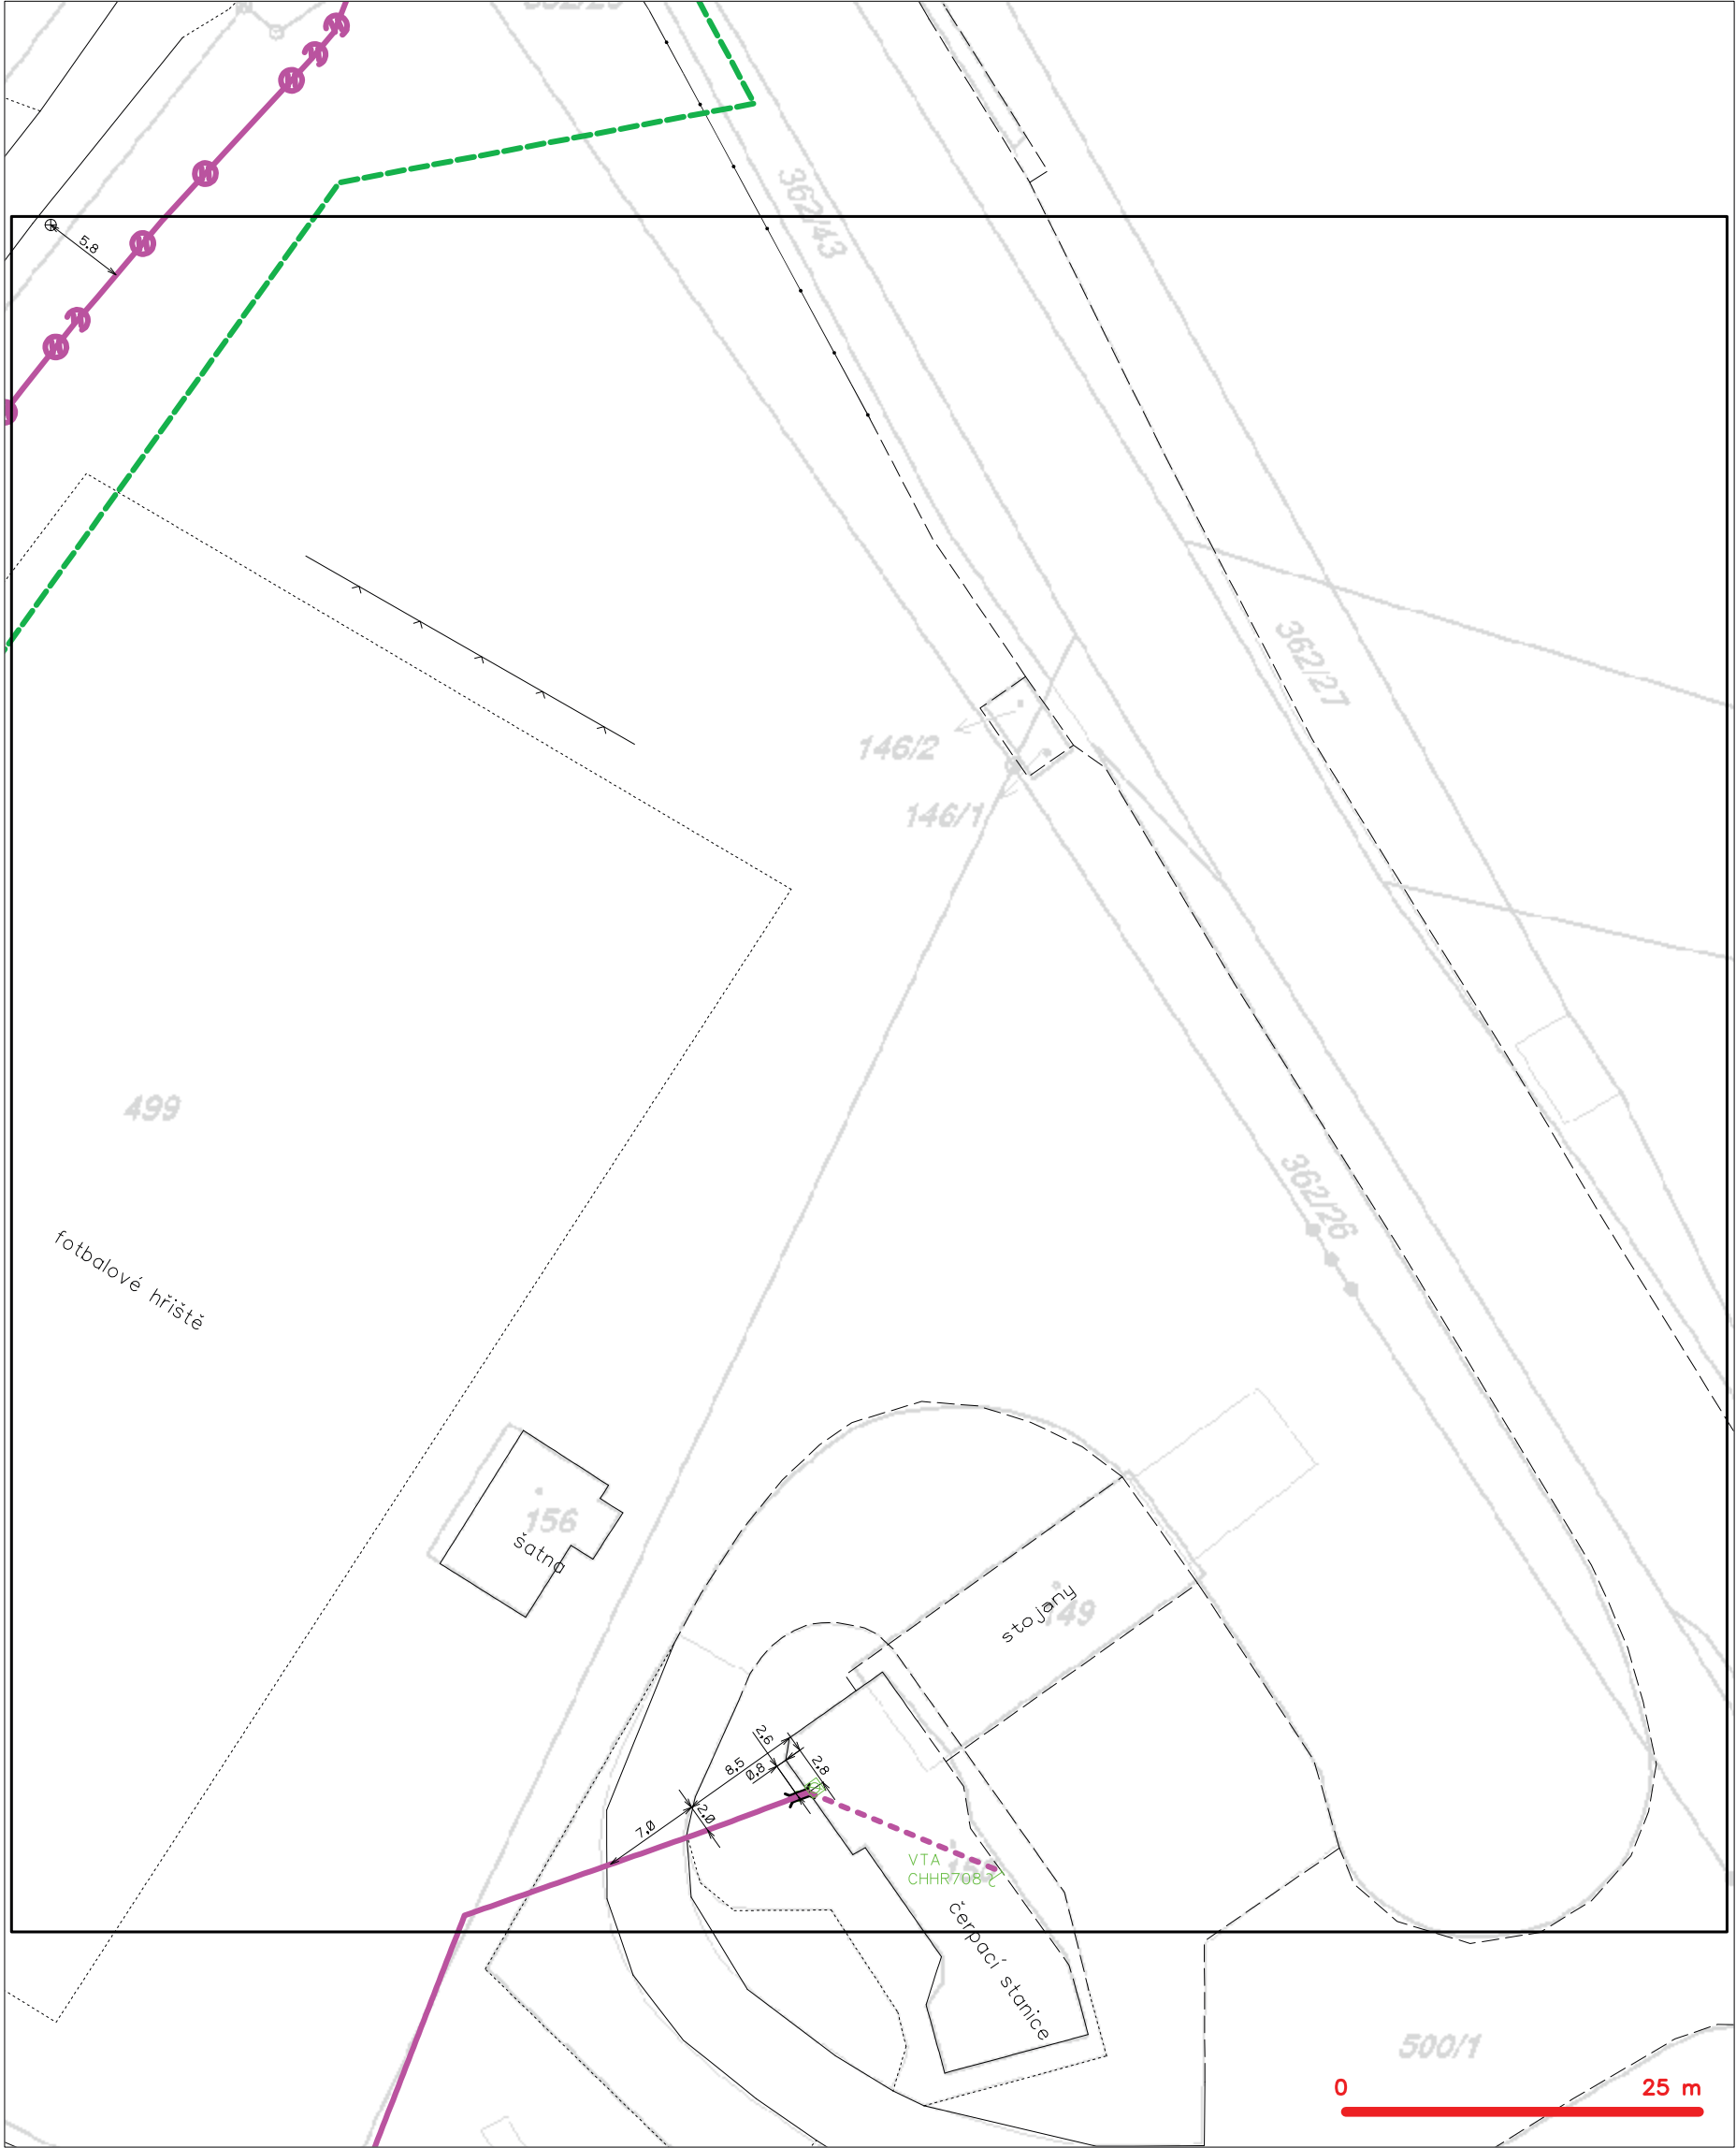 362/43
5.8
362/27
146/2
146/1
499
362/26
fotbalové hřiště
156
šatna
stojany
149
2.6
2.8
8.5
0.8
2.0
7.0
VTA
CHHR708
čerpací stanice
500/1
0
25 m